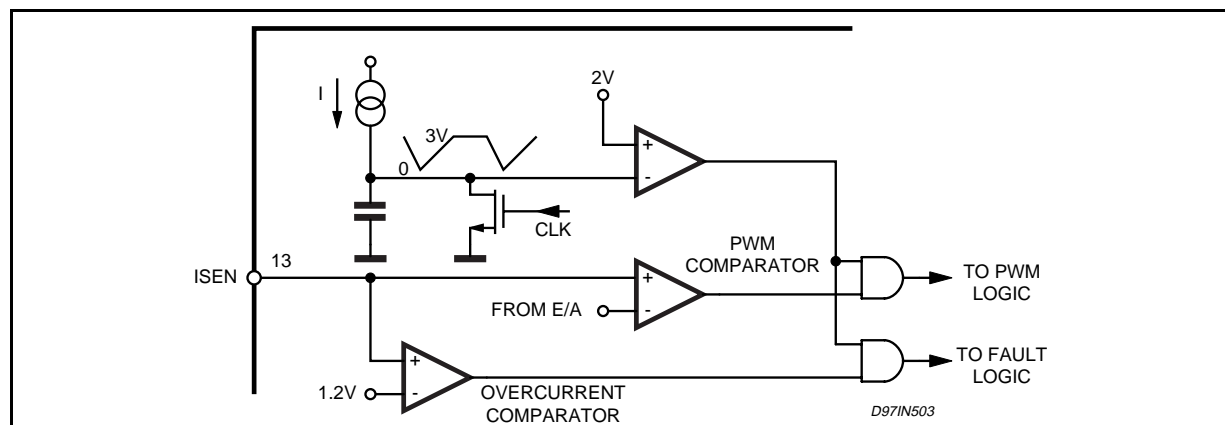 2V
I
3V
+
0
-
CLK
13
PWM
COMPARATOR
ISEN
+
TO PWM
LOGIC
FROM E/A
-
+
TO FAULT
LOGIC
1.2V
-
OVERCURRENT
COMPARATOR
D97IN503